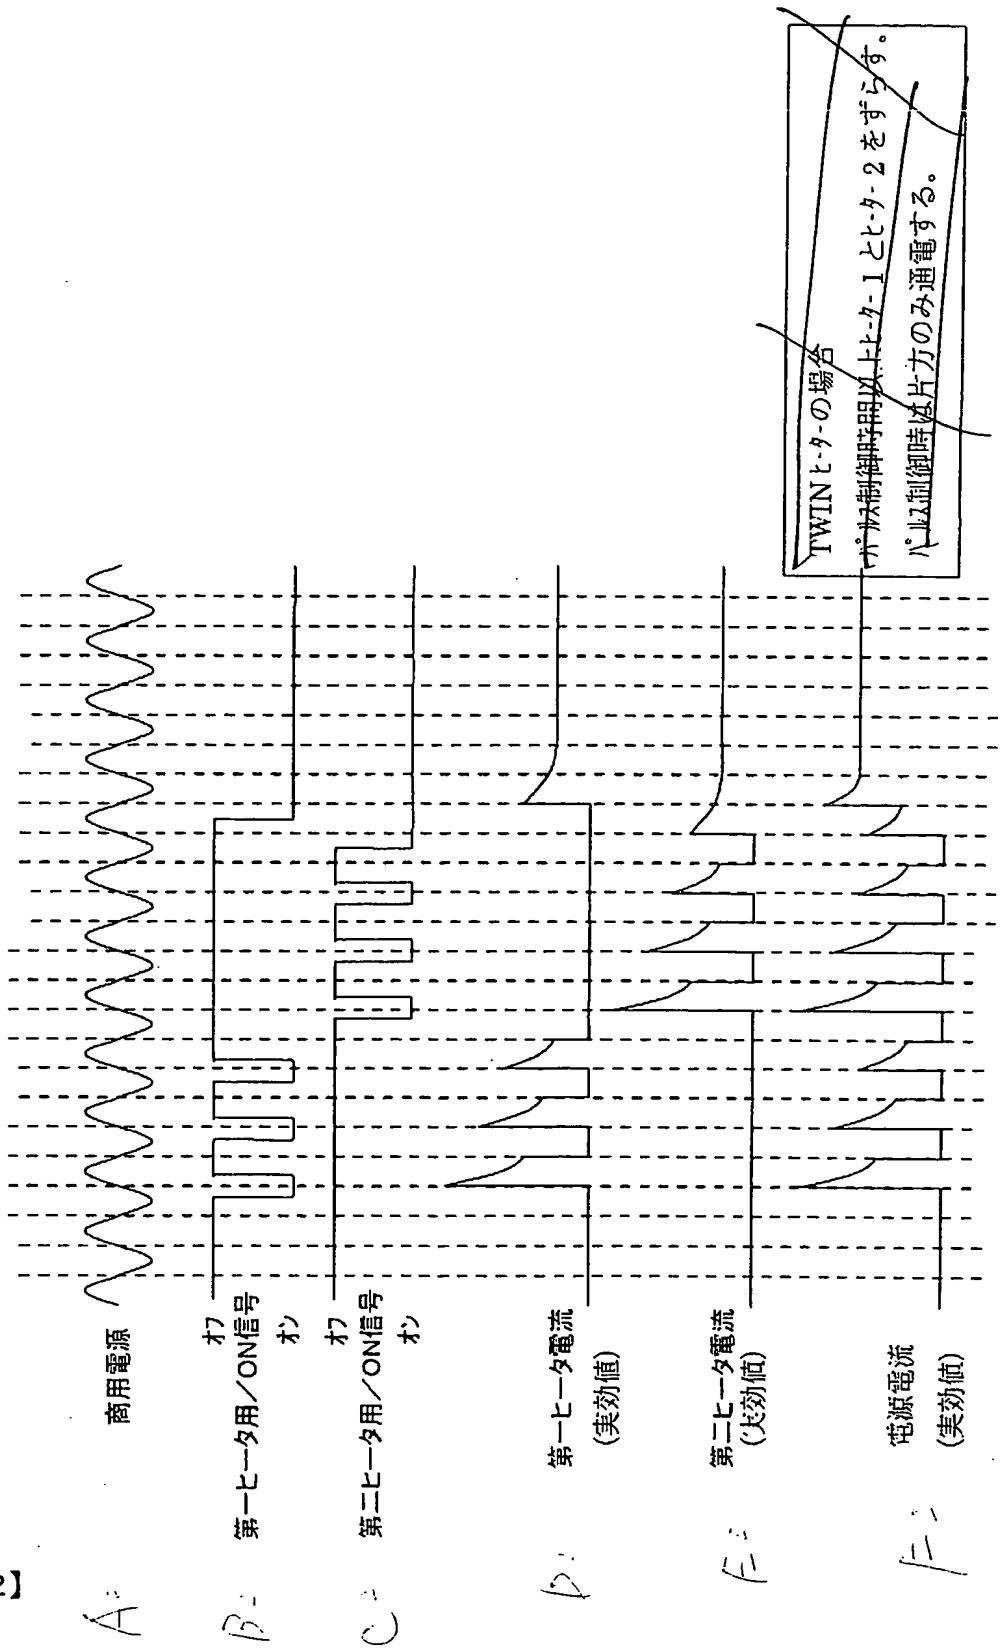 2】
A:
商用電源
B:
オフ
第一ヒータ用/ON信号
オン
C:
オフ
第二ヒータ用/ON信号
オン
D:
第一ヒータ電流
(実効値)
E:
第二ヒータ電流
(実効値)
F:
電源電流
(実効値)
TWINヒーターの場合
パルス制御時間以上ヒーター1とヒーター2をずらす。
パルス制御時は片方のみ通電する。